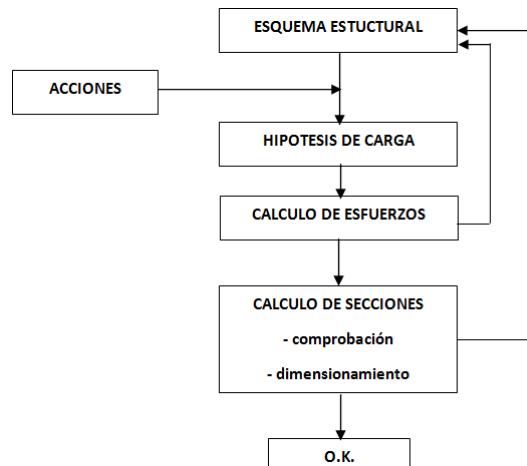 ESQUEMA ESTUCTURAL
ACCIONES
HIPOTESIS DE CARGA
CALCULO DE ESFUERZOS
CALCULO DE SECCIONES
- comprobación
- dimensionamiento
O.K.